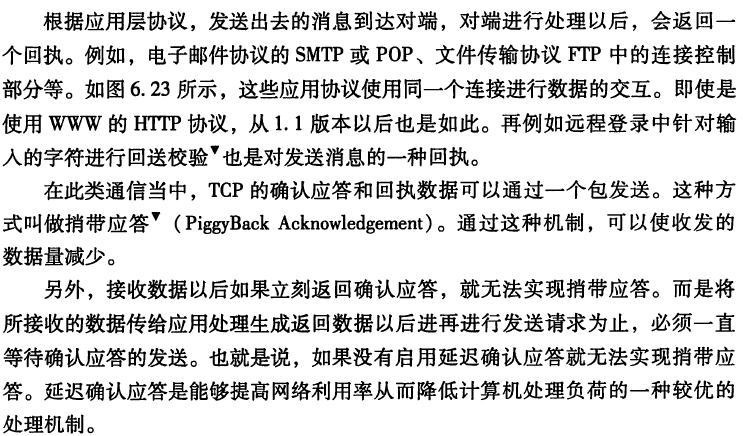 根据应用层协议，发送出去的消息到达对端，对端进行处理以后，会返回一
个回执。例如，电子邮件协议的 SMTP 或 POP、文件传输协议 FTP 中的连接控制
部分等。如图 6.23 所示，这些应用协议使用同一个连接进行数据的交互。即使是
使用 WWW 的 HTTP 协议，从 1.1 版本以后也是如此。再例如远程登录中针对输
入的字符进行回送校验▼也是对发送消息的一种回执。
在此类通信当中，TCP 的确认应答和回执数据可以通过一个包发送。这种方
式叫做捎带应答▼（PiggyBack Acknowledgement）。通过这种机制，可以使收发的
数据量减少。
另外，接收数据以后如果立刻返回确认应答，就无法实现捎带应答。而是将
所接收的数据传给应用处理生成返回数据以后进再进行发送请求为止，必须一直
等待确认应答的发送。也就是说，如果没有启用延迟确认应答就无法实现捎带应
答。延迟确认应答是能够提高网络利用率从而降低计算机处理负荷的一种较优的
处理机制。